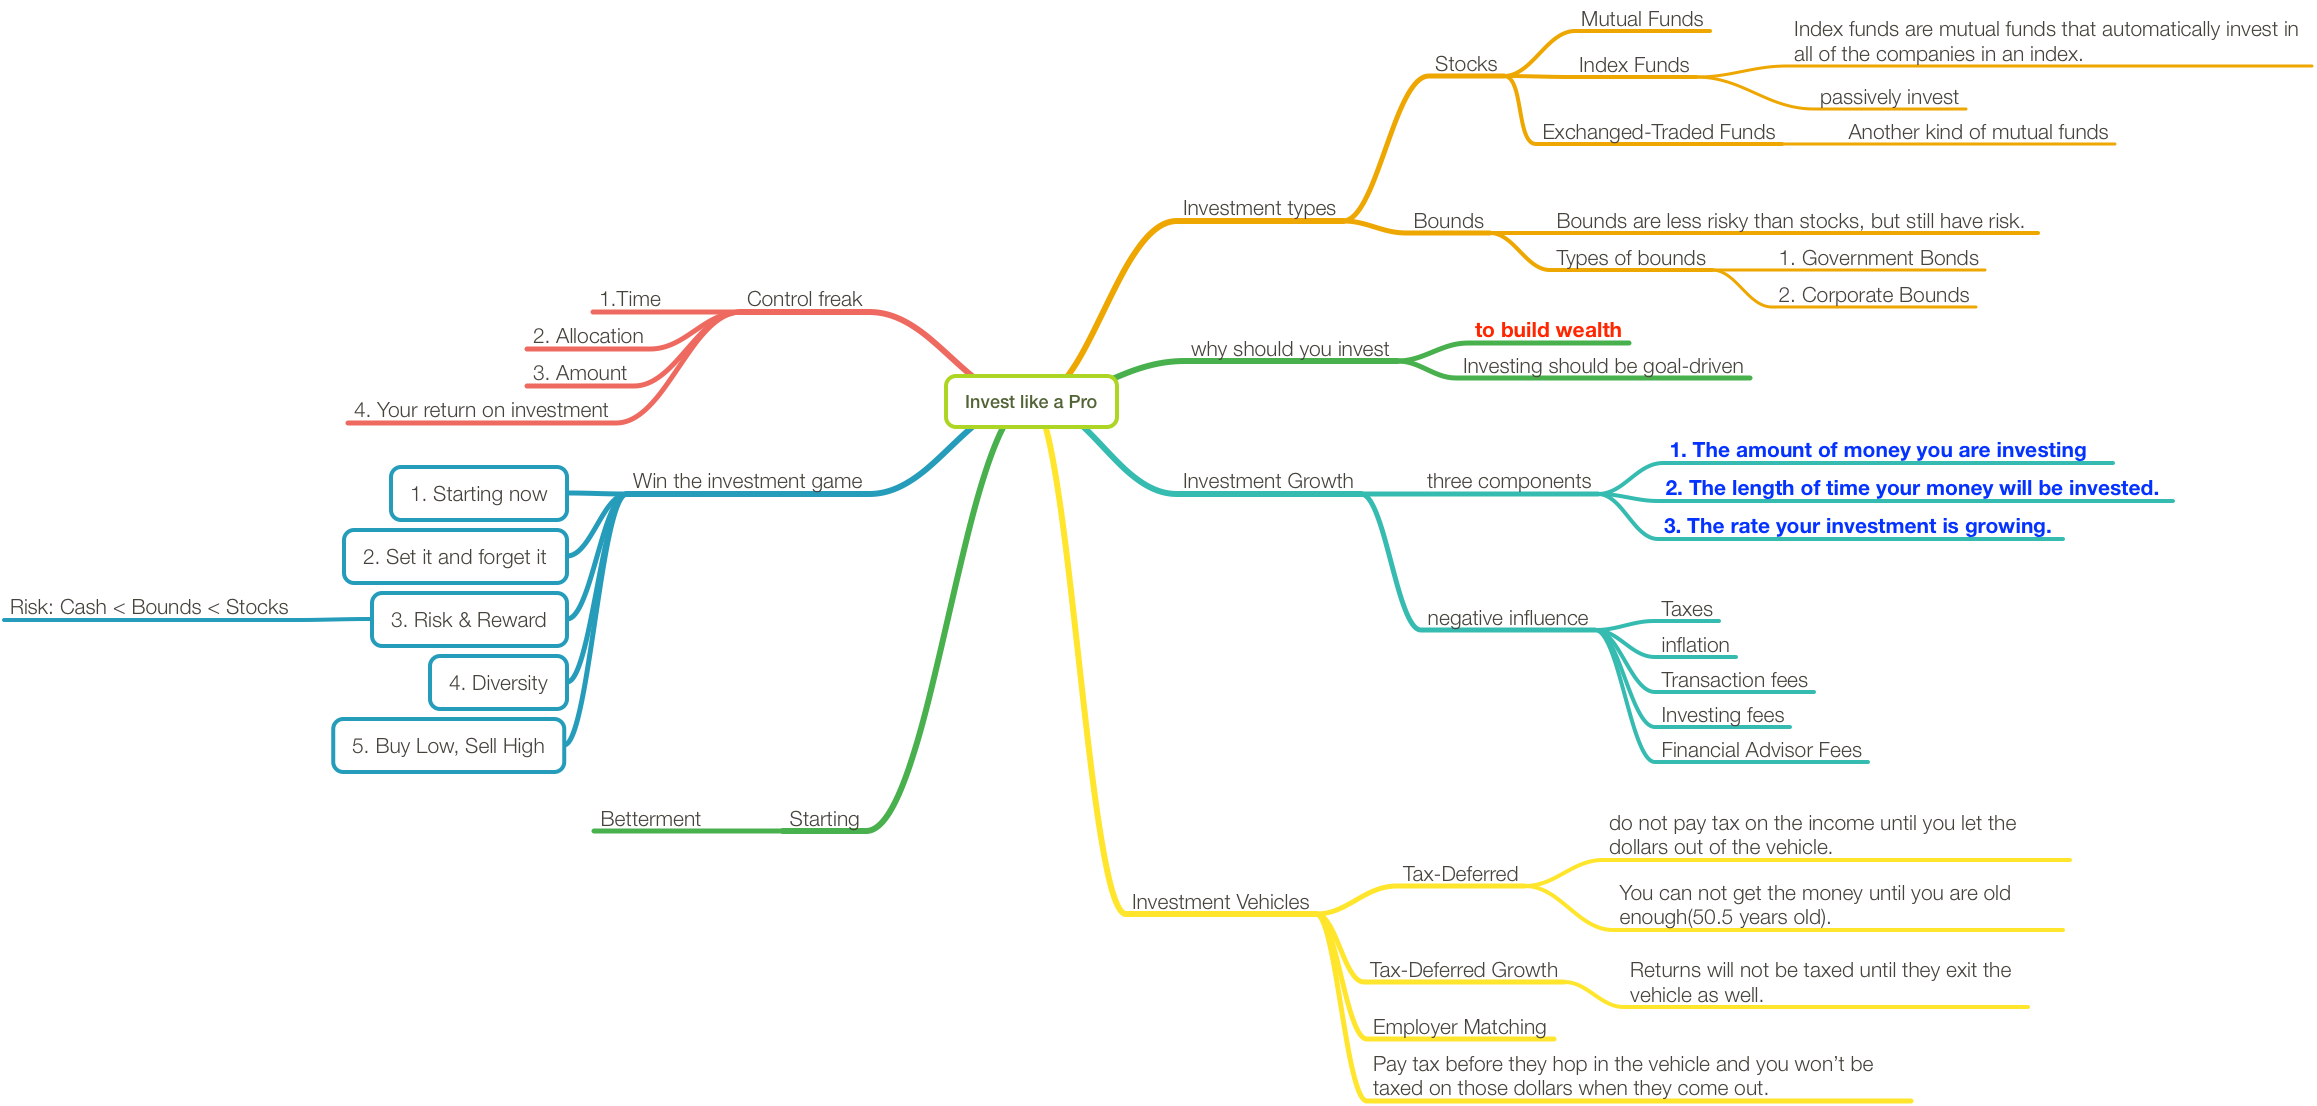 Invest like a Pro
Investment types
Stocks
Mutual Funds
Index Funds
Index funds are mutual funds that automatically invest in
all of the companies in an index.
passively invest
Exchanged-Traded Funds
Another kind of mutual funds
Bounds
Bounds are less risky than stocks, but still have risk.
Types of bounds
1. Government Bonds
2. Corporate Bounds
why should you invest
to build wealth
Investing should be goal-driven
Investment Growth
three components
1. The amount of money you are investing
2. The length of time your money will be invested.
3. The rate your investment is growing.
negative influence
Taxes
inflation
Transaction fees
Investing fees
Financial Advisor Fees
Investment Vehicles
Tax-Deferred
do not pay tax on the income until you let the
dollars out of the vehicle.
You can not get the money until you are old
enough(50.5 years old).
Tax-Deferred Growth
Returns will not be taxed until they exit the
vehicle as well.
Employer Matching
Pay tax before they hop in the vehicle and you won’t be
taxed on those dollars when they come out.
Control freak
1.Time
2. Allocation
3. Amount
4. Your return on investment
Win the investment game
1. Starting now
2. Set it and forget it
3. Risk & Reward
Risk: Cash < Bounds < Stocks
4. Diversity
5. Buy Low, Sell High
Starting
Betterment